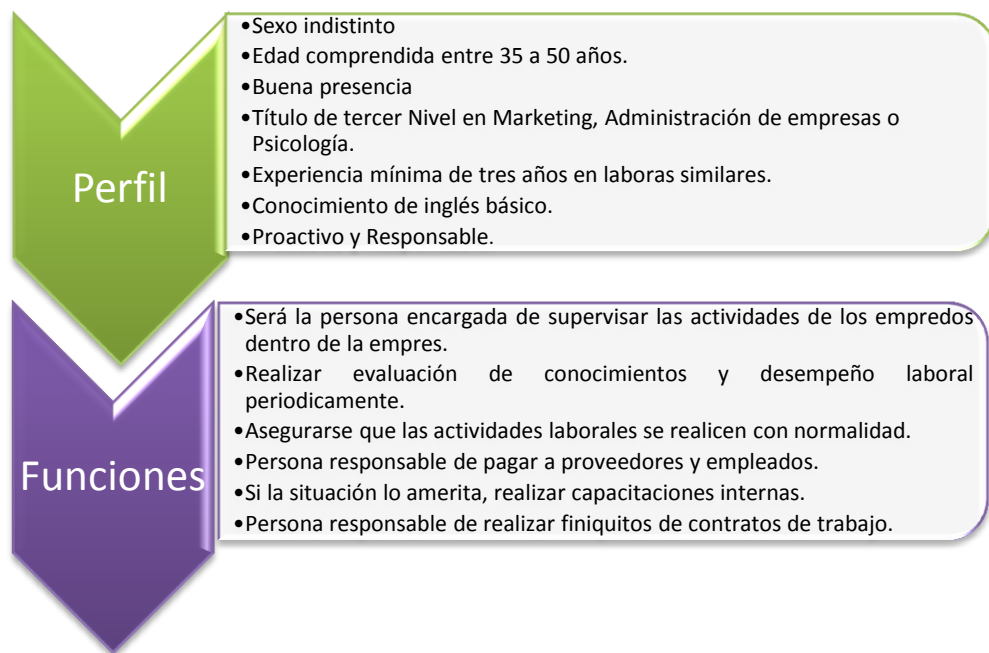 Perfil
•Sexo indistinto
•Edad comprendida entre 35 a 50 años.
•Buena presencia
•Título de tercer Nivel en Marketing, Administración de empresas o
Psicología.
•Experiencia mínima de tres años en laboras similares.
•Conocimiento de inglés básico.
•Proactivo y Responsable.
Funciones
•Será la persona encargada de supervisar las actividades de los empredos
dentro de la empres.
•Realizar evaluación de conocimientos y desempeño laboral
periodicamente.
•Asegurarse que las actividades laborales se realicen con normalidad.
•Persona responsable de pagar a proveedores y empleados.
•Si la situación lo amerita, realizar capacitaciones internas.
•Persona responsable de realizar finiquitos de contratos de trabajo.